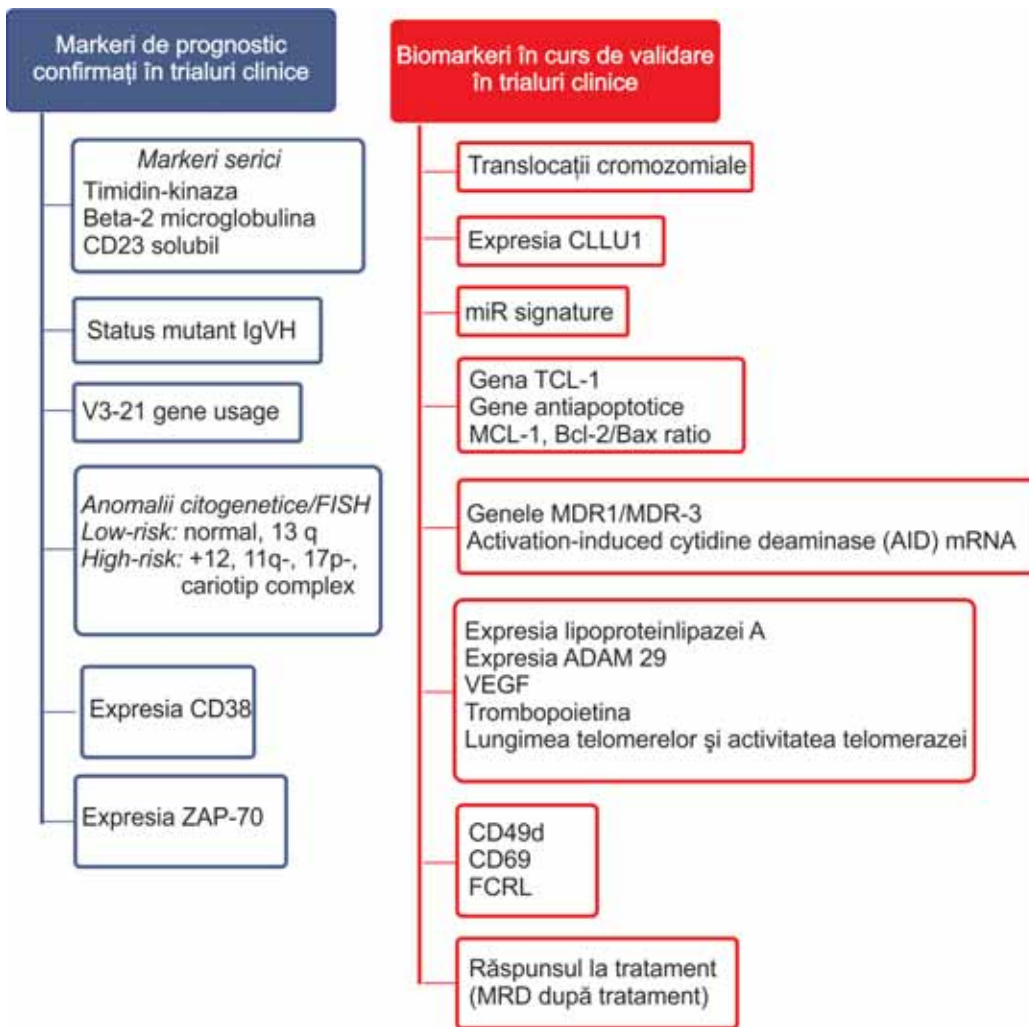 Markeri de prognostic
confirmați în trialuri clinice
Markeri serici
Timidin-kinaza
Beta-2 microglobulina
CD23 solubil
Status mutant IgVH
V3-21 gene usage
Anomalii citogenetice/FISH
Low-risk: normal, 13 q
High-risk: +12, 11q-, 17p-,
cariotip complex
Expresia CD38
Expresia ZAP-70
Biomarkeri în curs de validare
în trialuri clinice
Translocații cromozomiale
Expresia CLLU1
miR signature
Gena TCL-1
Gene antiapoptotice
MCL-1, Bcl-2/Bax ratio
Genele MDR1/MDR-3
Activation-induced cytidine deaminase (AID) mRNA
Expresia lipoproteinlipazei A
Expresia ADAM 29
VEGF
Trombopoietina
Lungimea telomerelor şi activitatea telomerazei
CD49d
CD69
FCRL
Răspunsul la tratament
(MRD după tratament)